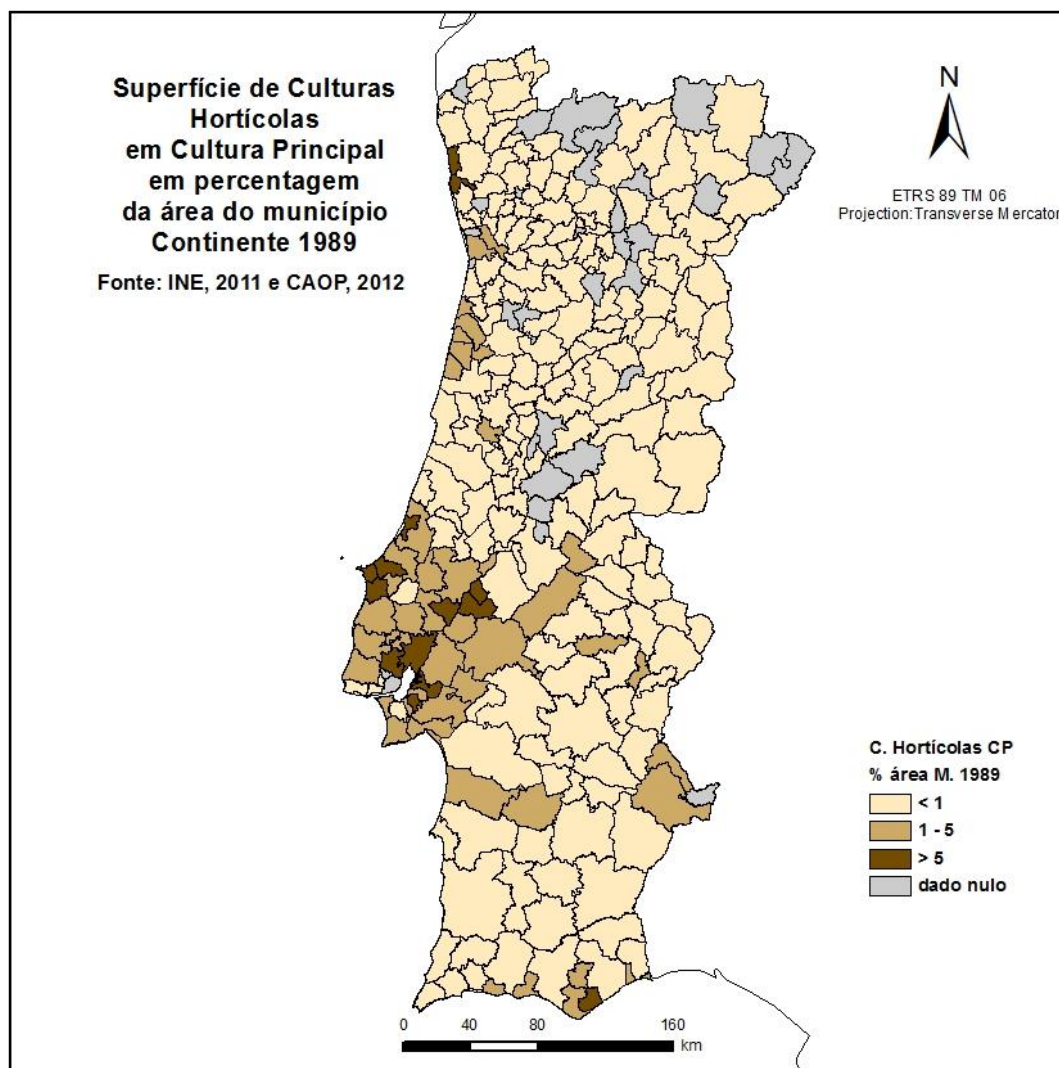 Superfície de Culturas
Hortícolas
em Cultura Principal
em percentagem
da área do município
Continente 1989
Fonte: INE, 2011 e CAOP, 2012
N
ETRS 89 TM 06
Projection:Transverse Mercator
C. Hortícolas CP
% área M. 1989
< 1
1 - 5
> 5
dado nulo
0 40 80 160
km